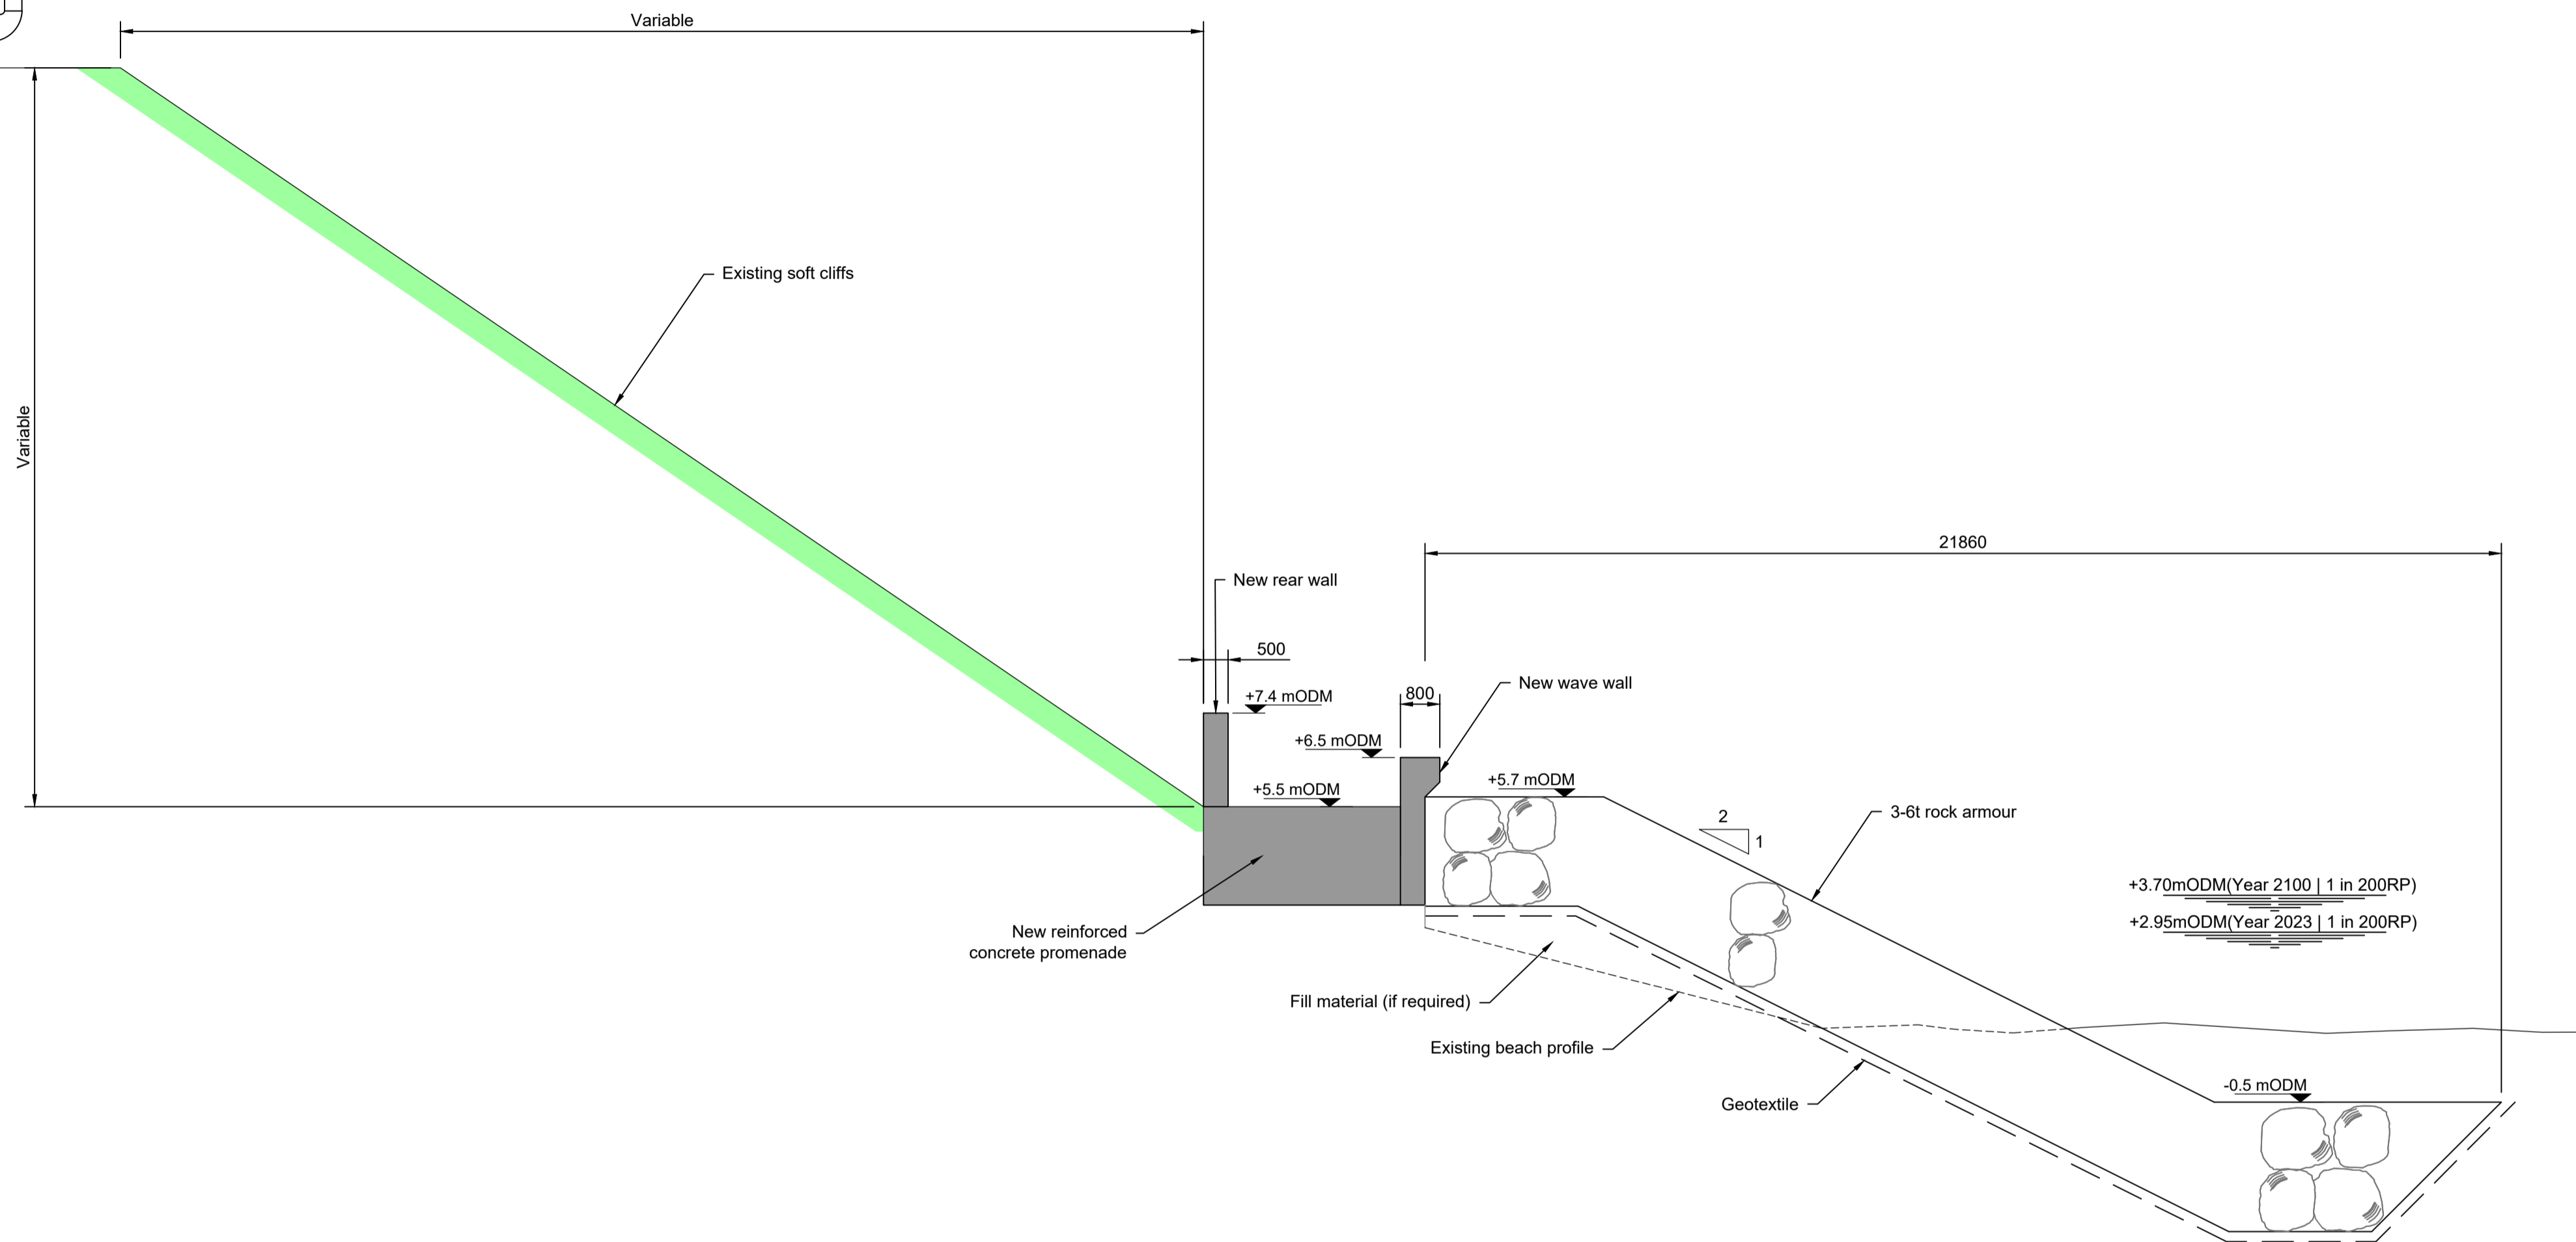 Variable
Variable
Existing soft cliffs
21860
New rear wall
500
+7.4 mODM
800
New wave wall
+6.5 mODM
+5.5 mODM
+5.7 mODM
2
1
3-6t rock armour
+3.70mODM(Year 2100 | 1 in 200RP)
+2.95mODM(Year 2023 | 1 in 200RP)
New reinforced
concrete promenade
Fill material (if required)
Existing beach profile
Geotextile
-0.5 mODM